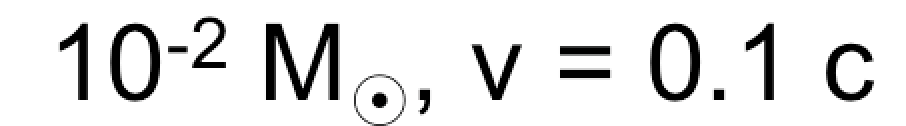 10⁻² M☉, v = 0.1 c